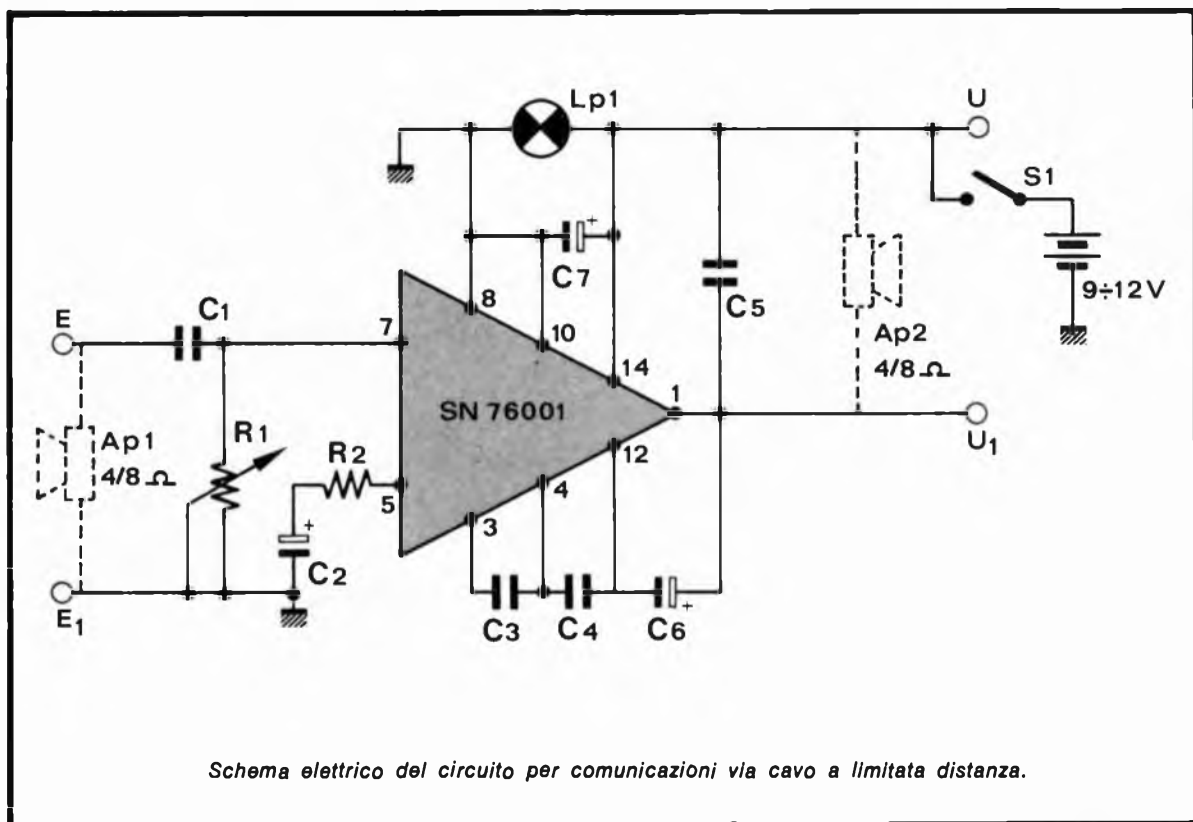 Lp1
U
S1
C7
+
8
10
C5
9÷12V
E
C1
7
14
Ap2
4/8 Ω
SN 76001
1
U1
Ap1
4/8 Ω
R1
R2
5
12
4
3
+
C2
E1
C3
C4
C6
+
Schema elettrico del circuito per comunicazioni via cavo a limitata distanza.